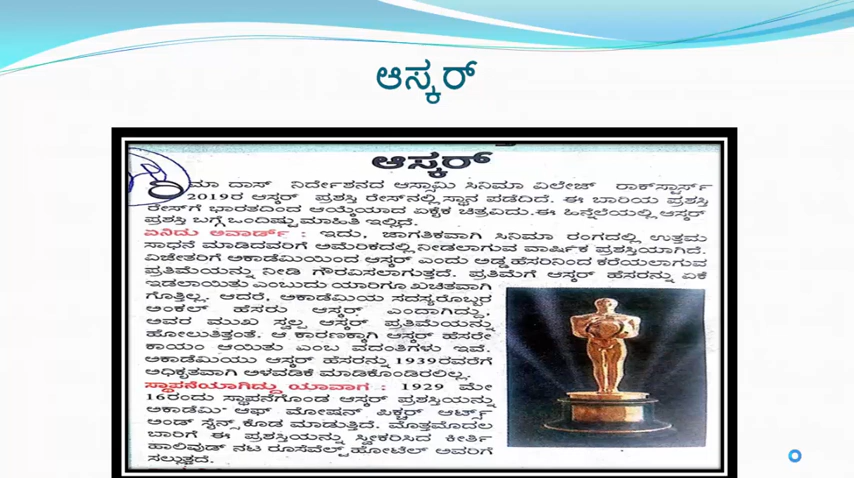 ಆಸ್ಕರ್
ಆಸ್ಕರ್
ರಿಮಾ ದಾಸ್ ನಿರ್ದೇಶನದ ಆಸ್ಸಾಮಿ ಸಿನಿಮಾ ವಿಲೇಜ್ ರಾಕ್‌ಸ್ಟಾರ್ಸ್
2019ರ ಆಸ್ಕರ್ ಪ್ರಶಸ್ತಿ ರೇಸ್‌ನಲ್ಲಿ ಸ್ಥಾನ ಪಡೆದಿದೆ. ಈ ಬಾರಿಯ ಪ್ರಶಸ್ತಿ
ರೇಸ್‌ಗೆ ಭಾರತದಿಂದ ಆಯ್ಕೆಯಾದ ಏಕೈಕ ಚಿತ್ರವಿದು.ಈ ಹಿನ್ನೆಲೆಯಲ್ಲಿ ಆಸ್ಕರ್
ಪ್ರಶಸ್ತಿ ಬಗ್ಗೆ ಒಂದಿಷ್ಟು ಮಾಹಿತಿ ಇಲ್ಲಿದೆ.
ಏನಿದು ಅವಾರ್ಡ್ : ಇದು, ಜಾಗತಿಕವಾಗಿ ಸಿನಿಮಾ ರಂಗದಲ್ಲಿ ಉತ್ತಮ
ಸಾಧನೆ ಮಾಡಿದವರಿಗೆ ಅಮೆರಿಕದಲ್ಲಿ ನೀಡಲಾಗುವ ವಾರ್ಷಿಕ ಪ್ರಶಸ್ತಿಯಾಗಿದೆ.
ವಿಜೇತರಿಗೆ ಅಕಾಡೆಮಿಯಿಂದ ಆಸ್ಕರ್ ಎಂದು ಅಡ್ಡ ಹೆಸರಿನಿಂದ ಕರೆಯಲಾಗುವ
ಪ್ರತಿಮೆಯನ್ನು ನೀಡಿ ಗೌರವಿಸಲಾಗುತ್ತದೆ. ಪ್ರತಿಮೆಗೆ ಆಸ್ಕರ್ ಹೆಸರನ್ನು ಏಕೆ
ಇಡಲಾಯಿತು ಎಂಬುದು ಯಾರಿಗೂ ಖಚಿತವಾಗಿ
ಗೊತ್ತಿಲ್ಲ. ಆದರೆ, ಅಕಾಡೆಮಿಯ ಸದಸ್ಯರೊಬ್ಬರ
ಅಂಕಲ್ ಹೆಸರು ಆಸ್ಕರ್ ಎಂದಾಗಿದ್ದು,
ಅವರ ಮುಖ ಸ್ವಲ್ಪ ಆಸ್ಕರ್ ಪ್ರತಿಮೆಯನ್ನು
ಹೋಲುತಿತ್ತಂತೆ. ಆ ಕಾರಣಕ್ಕಾಗಿ ಆಸ್ಕರ್ ಹೆಸರೇ
ಕಾಯಂ ಆಯಿತು ಎಂಬ ವದಂತಿಗಳು ಇವೆ.
ಅಕಾಡೆಮಿಯು ಆಸ್ಕರ್ ಹೆಸರನ್ನು 1939ರವರೆಗೆ
ಅಧಿಕೃತವಾಗಿ ಅಳವಡಿಕೆ ಮಾಡಿಕೊಂಡಿರಲಿಲ್ಲ.
ಸ್ಥಾಪನೆಯಾಗಿದ್ದು ಯಾವಾಗ : 1929 ಮೇ
16ರಂದು ಸ್ಥಾಪನೆಗೊಂಡ ಆಸ್ಕರ್ ಪ್ರಶಸ್ತಿಯನ್ನು
ಅಕಾಡೆಮಿ ಆಫ್ ಮೋಷನ್ ಪಿಕ್ಚರ್ ಆರ್ಟ್ಸ್
ಅಂಡ್ ಸೈನ್ಸ್ ಕೊಡ ಮಾಡುತ್ತಿದೆ. ಮೊತ್ತಮೊದಲ
ಬಾರಿಗೆ ಈ ಪ್ರಶಸ್ತಿಯನ್ನು ಸ್ವೀಕರಿಸಿದ ಕೀರ್ತಿ
ಹಾಲಿವುಡ್ ನಟ ರೂಸೆವೆಲ್ಟ್ ಹೋಟೆಲ್ ಅವರಿಗೆ
ಸಲ್ಲುತ್ತದೆ.